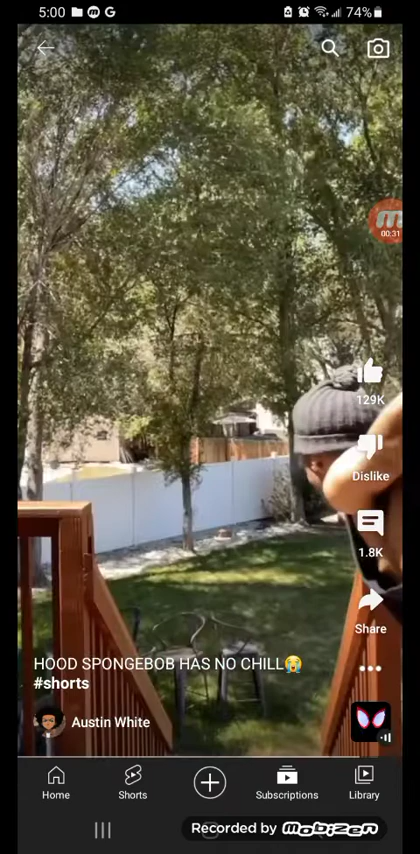 5:00
74%
00:31
129K
Dislike
1.8K
Share
HOOD SPONGEBOB HAS NO CHILL😭
#shorts
Austin White
Home
Shorts
Subscriptions
Library
Recorded by mobizen